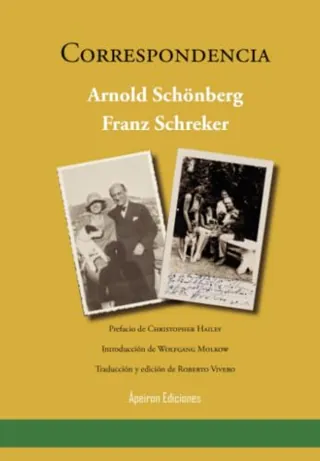 CORRESPONDENCIA
Arnold Schönberg
Franz Schreker
Prefacio de CHRISTOPHER HAILEY
Introducción de WOLFGANG MOLKOW
Traducción y edición de ROBERTO VIVERO
Ápeiron Ediciones